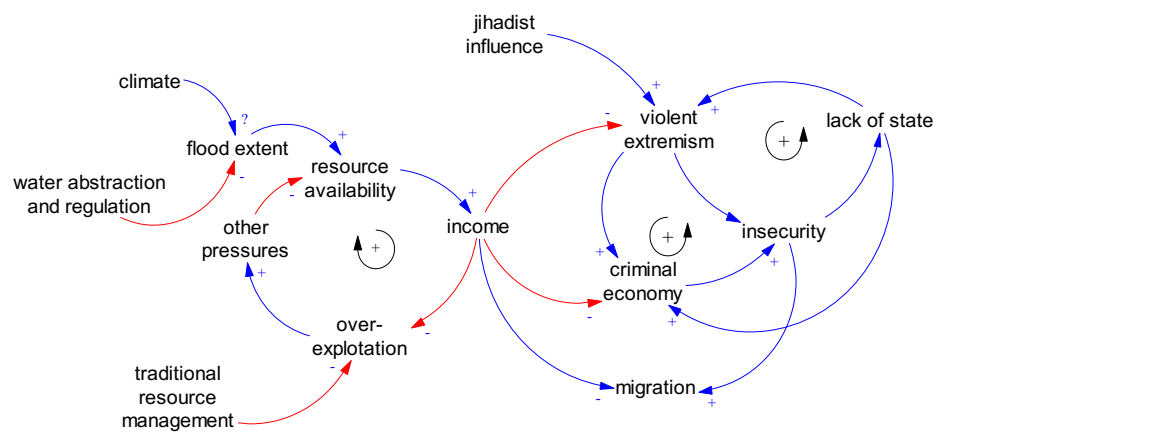 jihadist
influence
climate
+
?
+
-
violent
extremism
+
lack of state
flood extent
+
resource
availability
-
water abstraction
and regulation
-
+
other
pressures
income
insecurity
+
+
+
+
+
criminal
economy
-
+
over-
explotation
-
-
traditional
resource
management
migration
-
+